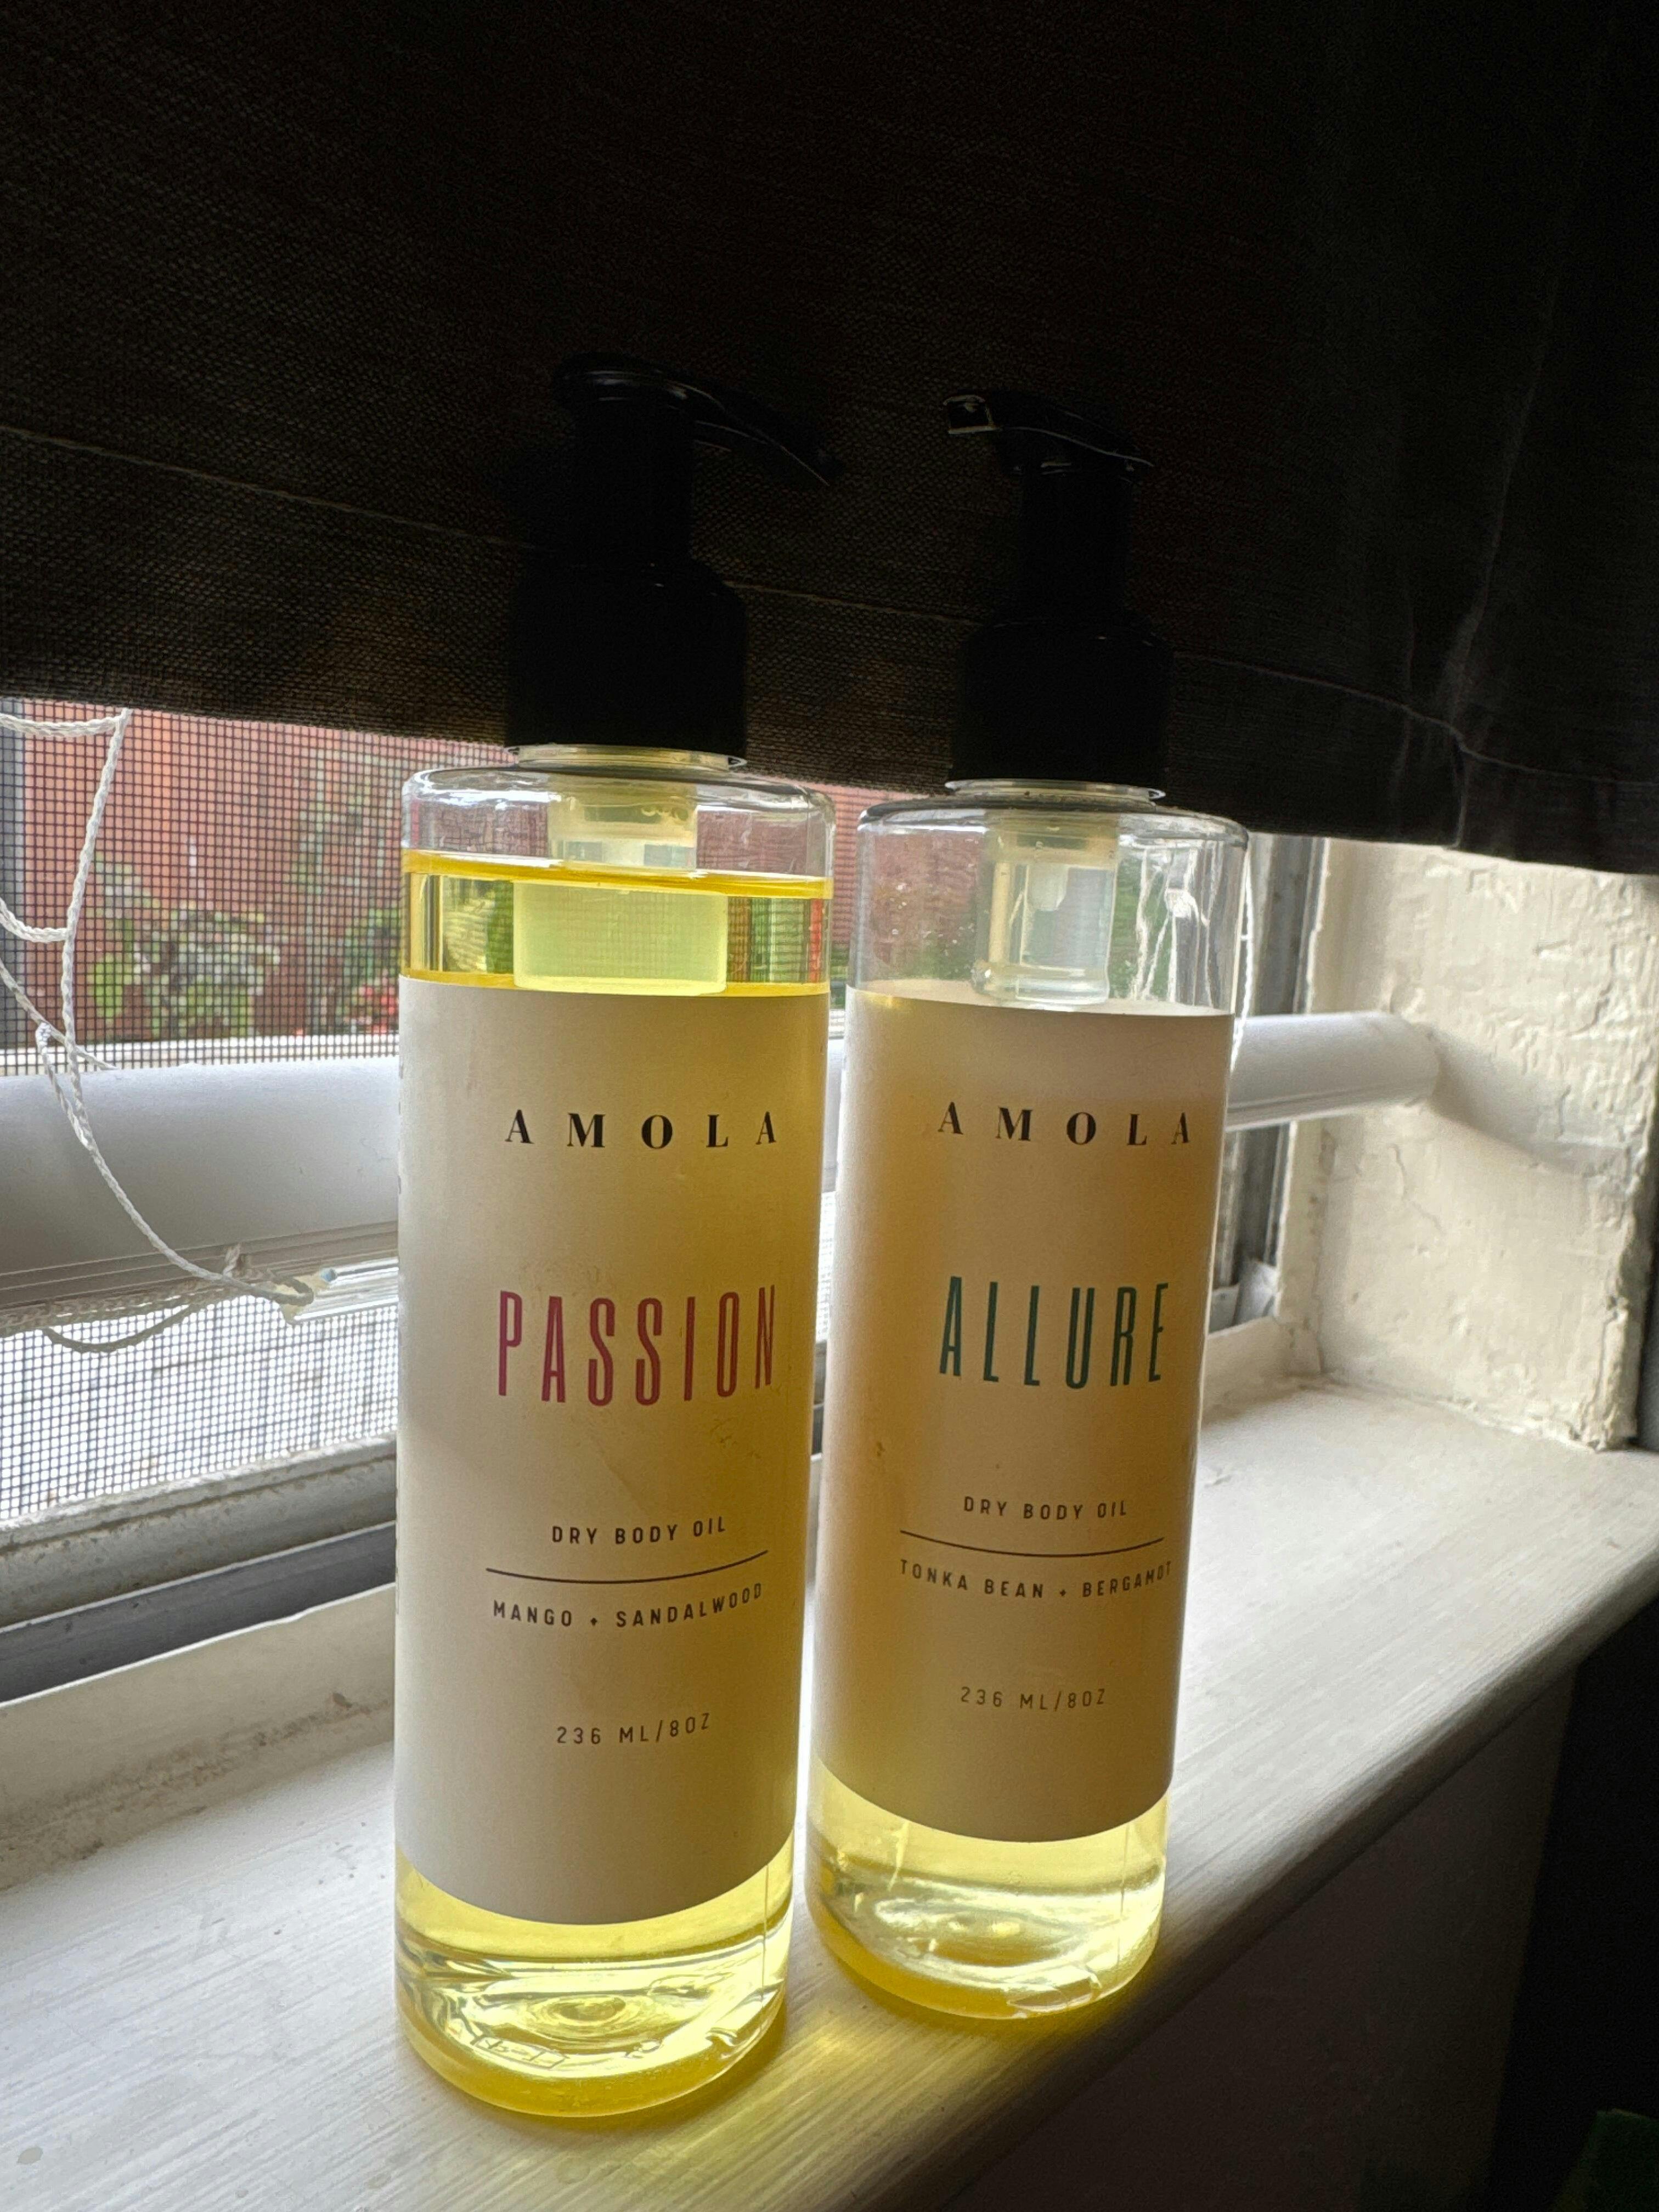 AMOLA
PASSION
DRY BODY OIL
MANGO + SANDALWOOD
236 ML/8OZ
AMOLA
ALLURE
DRY BODY OIL
TONKA BEAN + BERGAMOT
236 ML/8OZ